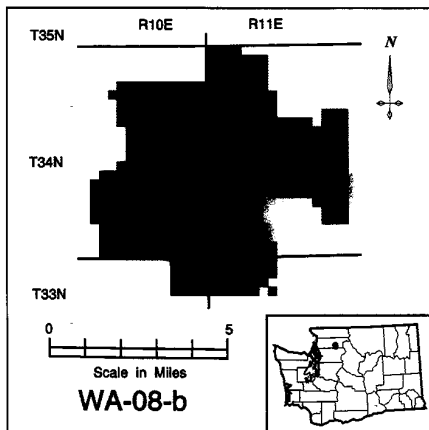 R10E R11E
T35N
N
T34N
T33N
0 5
Scale in Miles
WA-08-b